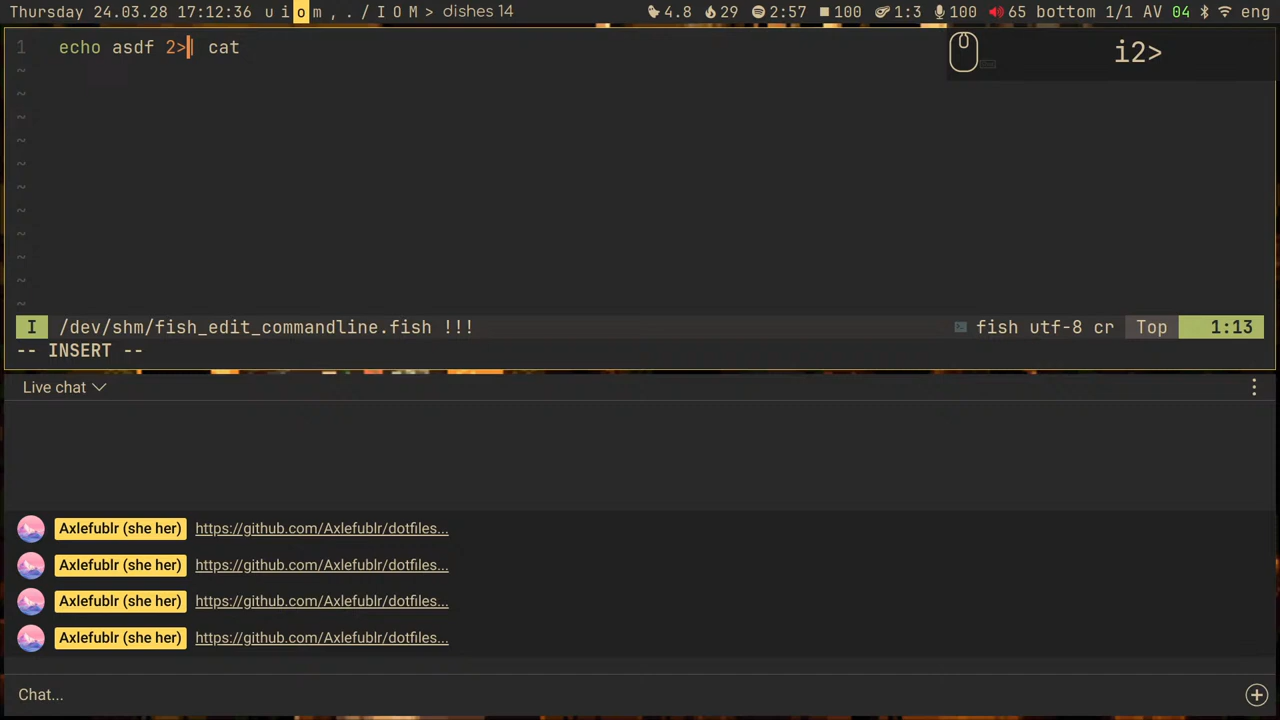 Thursday 24.03.28 17:12:36 u i o m , . / I O M > dishes 14
4.8 29 2:57 100 1:3 100 65 bottom 1/1 AV 04 eng
1 echo asdf 2>| cat
i2>
~
~
~
~
~
~
~
~
~
~
~
I /dev/shm/fish_edit_commandline.fish !!! fish utf-8 cr Top 1:13
-- INSERT --
Live chat
Axlefublr (she her) https://github.com/Axlefublr/dotfiles...
Axlefublr (she her) https://github.com/Axlefublr/dotfiles...
Axlefublr (she her) https://github.com/Axlefublr/dotfiles...
Axlefublr (she her) https://github.com/Axlefublr/dotfiles...
Chat...